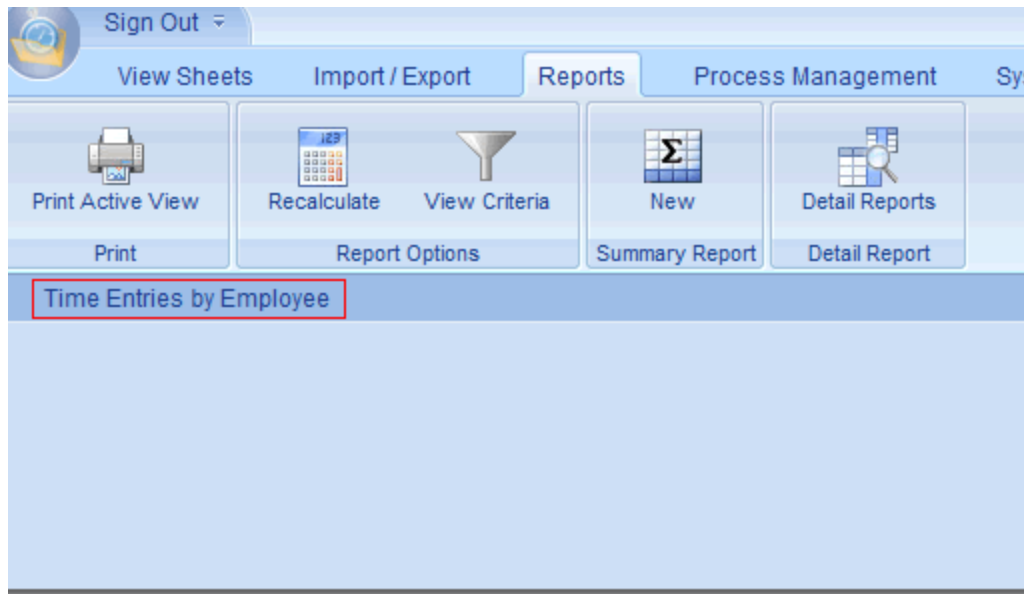 Sign Out
View Sheets Import / Export Reports Process Management
123
Print Active View Recalculate View Criteria New Detail Reports
Print Report Options Summary Report Detail Report
Time Entries by Employee